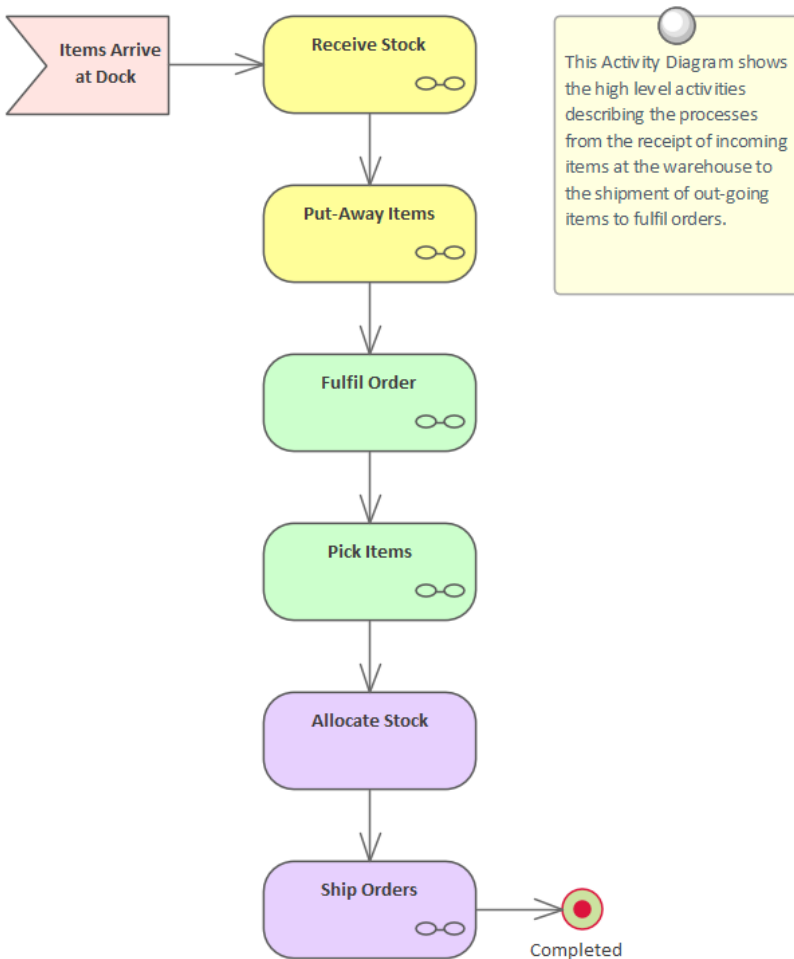 Items Arrive
at Dock
Receive Stock
This Activity Diagram shows
the high level activities
describing the processes
from the receipt of incoming
items at the warehouse to
the shipment of out-going
items to fulfil orders.
Put-Away Items
Fulfil Order
Pick Items
Allocate Stock
Ship Orders
Completed